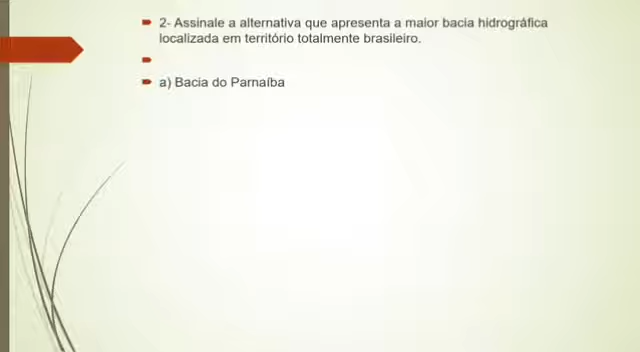 2- Assinale a alternativa que apresenta a maior bacia hidrográfica
localizada em território totalmente brasileiro.
a) Bacia do Parnaíba